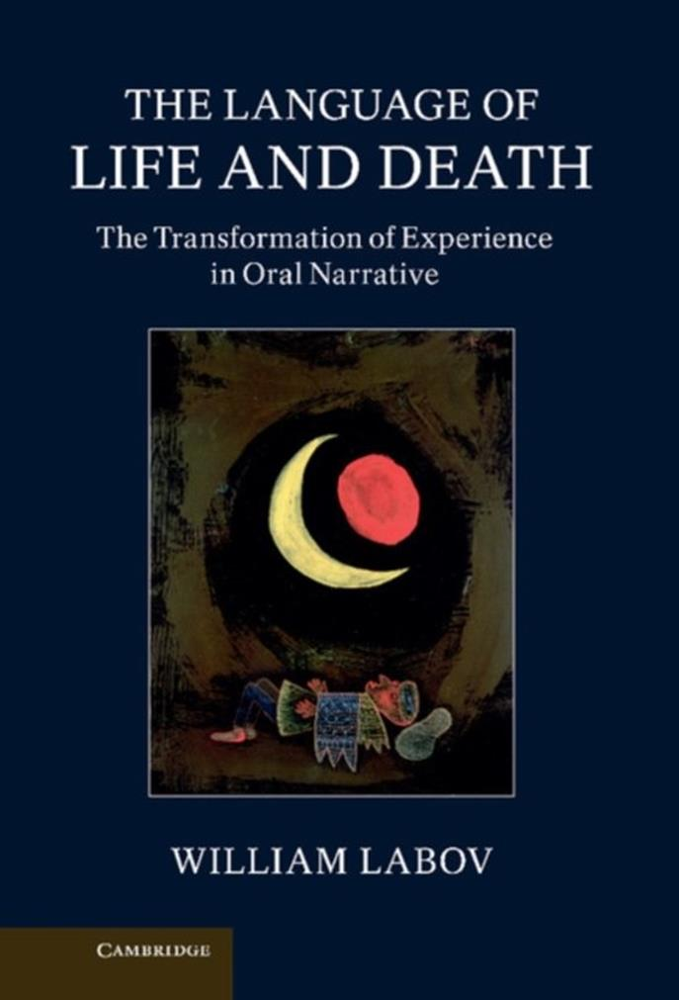 THE LANGUAGE OF
LIFE AND DEATH
The Transformation of Experience
in Oral Narrative
WILLIAM LABOV
CAMBRIDGE